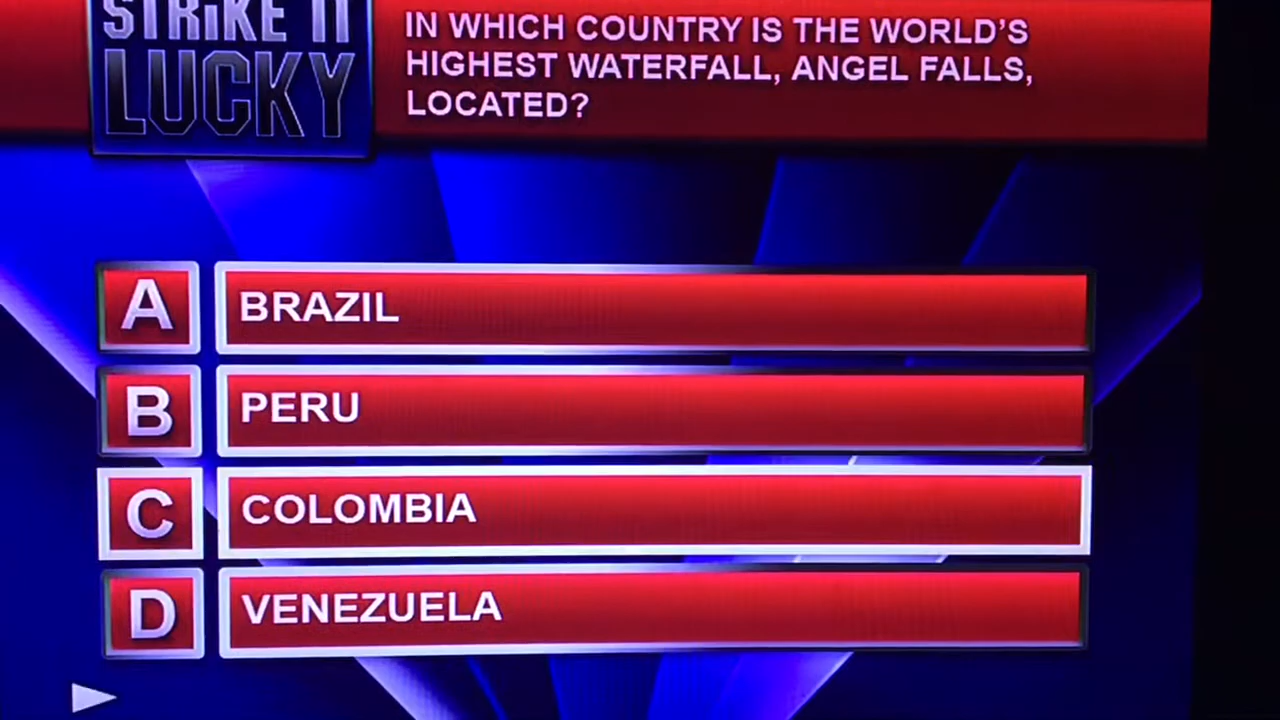 STRIKE IT
LUCKY
IN WHICH COUNTRY IS THE WORLD'S
HIGHEST WATERFALL, ANGEL FALLS,
LOCATED?
A BRAZIL
B PERU
C COLOMBIA
D VENEZUELA